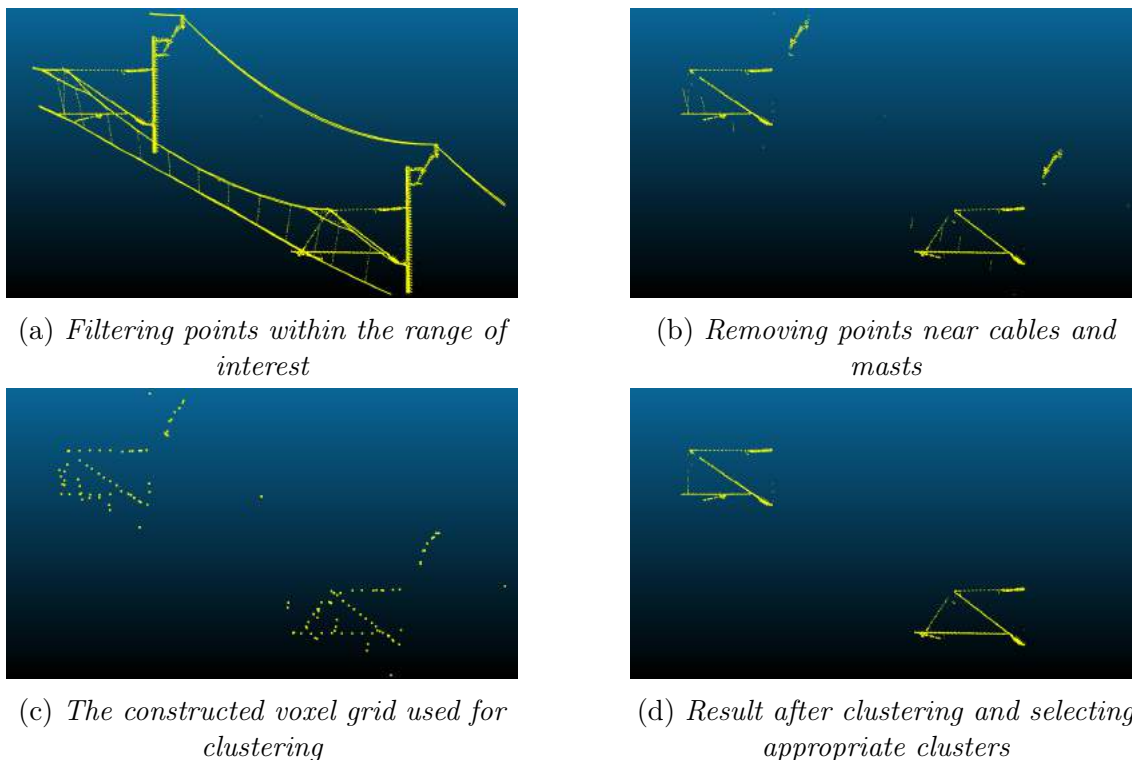 (a) Filtering points within the range of
interest
(b) Removing points near cables and
masts
(c) The constructed voxel grid used for
clustering
(d) Result after clustering and selecting
appropriate clusters